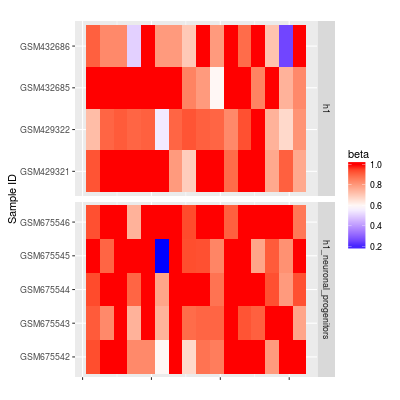 GSM432686
GSM432685
GSM429322
GSM429321
h1
GSM675546
GSM675545
GSM675544
GSM675543
GSM675542
h1_neuronal_progenitors
Sample ID
beta
1.0
0.8
0.6
0.4
0.2